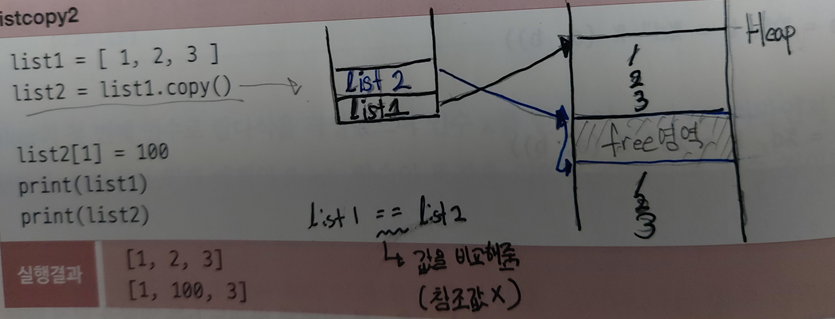 istcopy2
list1 = [ 1, 2, 3 ]
list2 = list1.copy()
list2[1] = 100
print(list1)
print(list2)
실행결과
[1, 2, 3]
[1, 100, 3]
list 2
list1
Heap
1
2
3
free영역
1
2
3
list1 == list2
↳ 값을 비교해줌
(참조값 X)